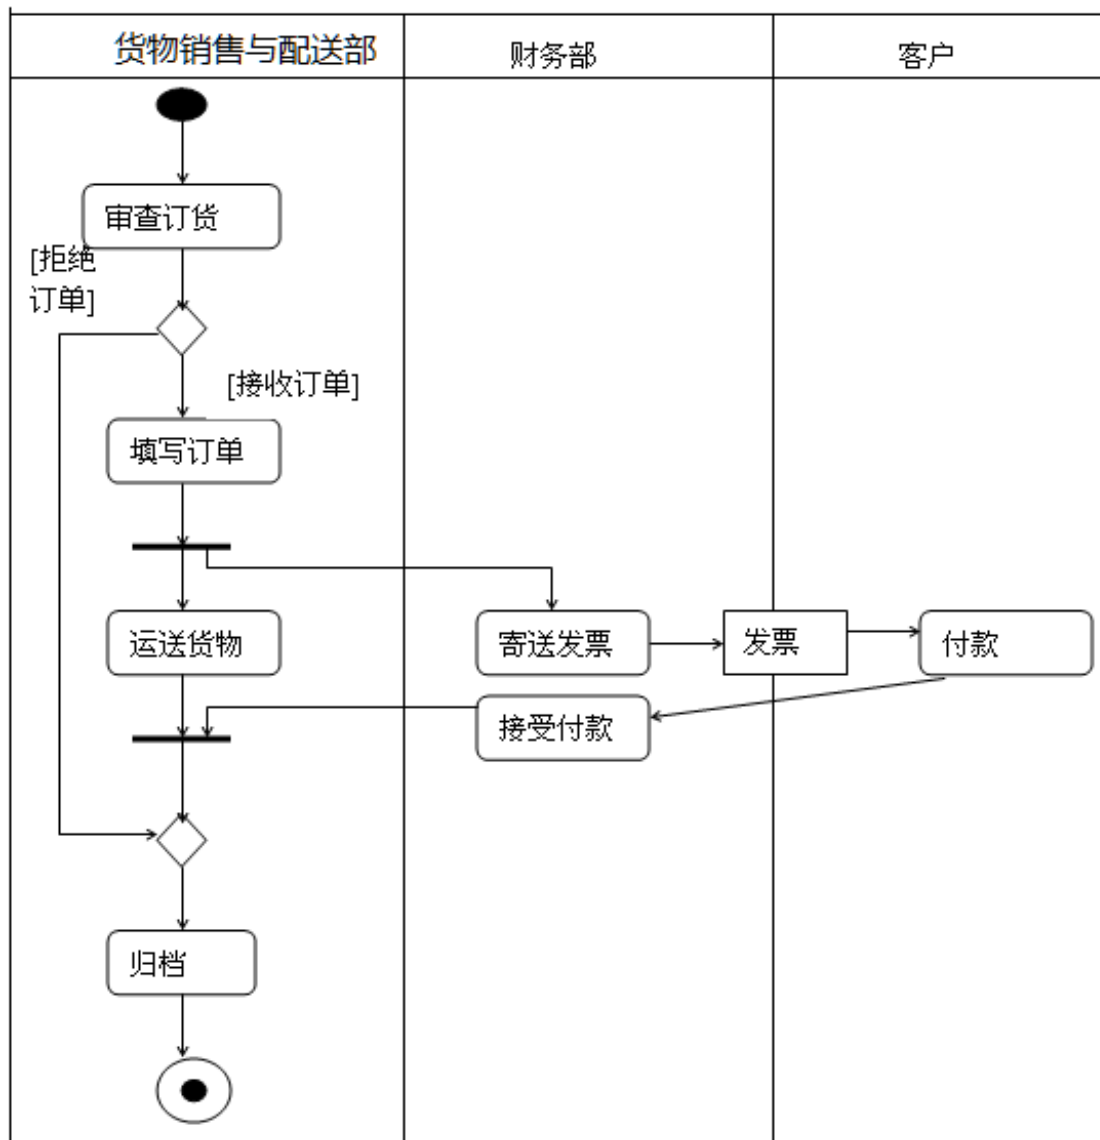 货物销售与配送部
财务部
客户
审查订货
[拒绝
订单]
[接收订单]
填写订单
运送货物
寄送发票
发票
付款
接受付款
归档